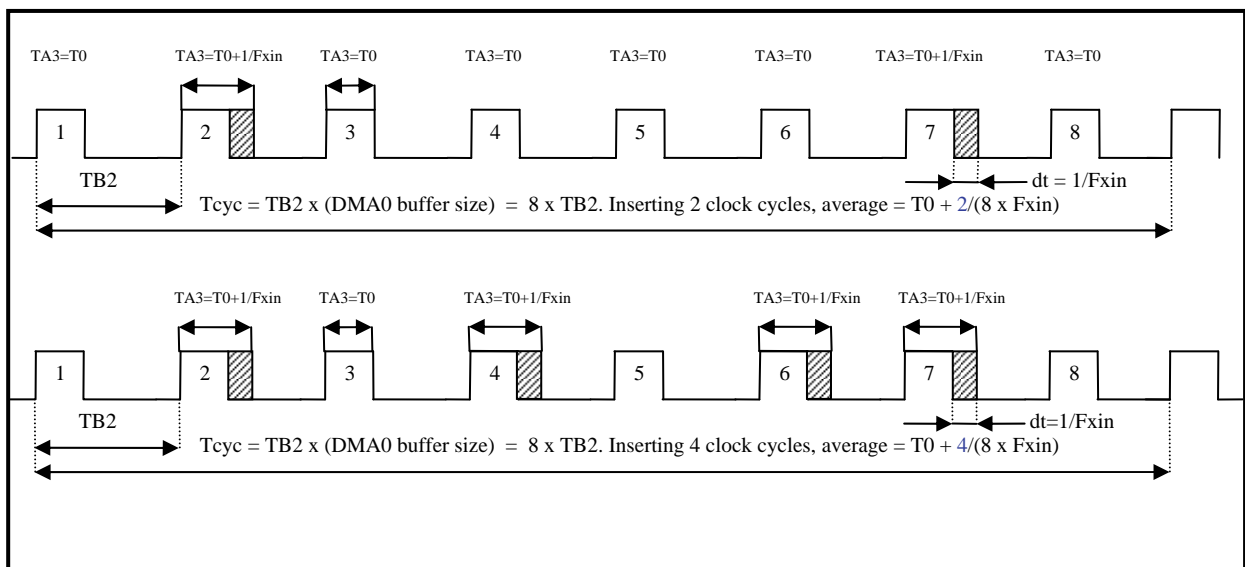 TA3=T0 TA3=T0+1/Fxin TA3=T0 TA3=T0 TA3=T0 TA3=T0 TA3=T0+1/Fxin TA3=T0
1 2 3 4 5 6 7 8
TB2 dt = 1/Fxin
Tcyc = TB2 x (DMA0 buffer size) = 8 x TB2. Inserting 2 clock cycles, average = T0 + 2/(8 x Fxin)
TA3=T0+1/Fxin TA3=T0 TA3=T0+1/Fxin TA3=T0+1/Fxin TA3=T0+1/Fxin
1 2 3 4 5 6 7 8
TB2 dt=1/Fxin
Tcyc = TB2 x (DMA0 buffer size) = 8 x TB2. Inserting 4 clock cycles, average = T0 + 4/(8 x Fxin)